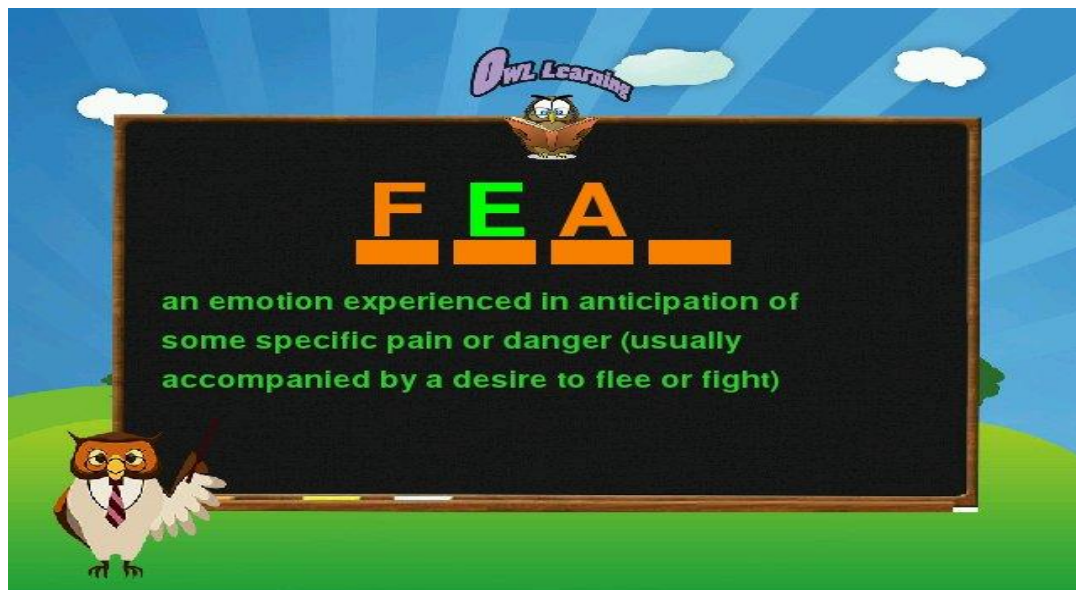 Owl Learning
F E A _
an emotion experienced in anticipation of
some specific pain or danger (usually
accompanied by a desire to flee or fight)